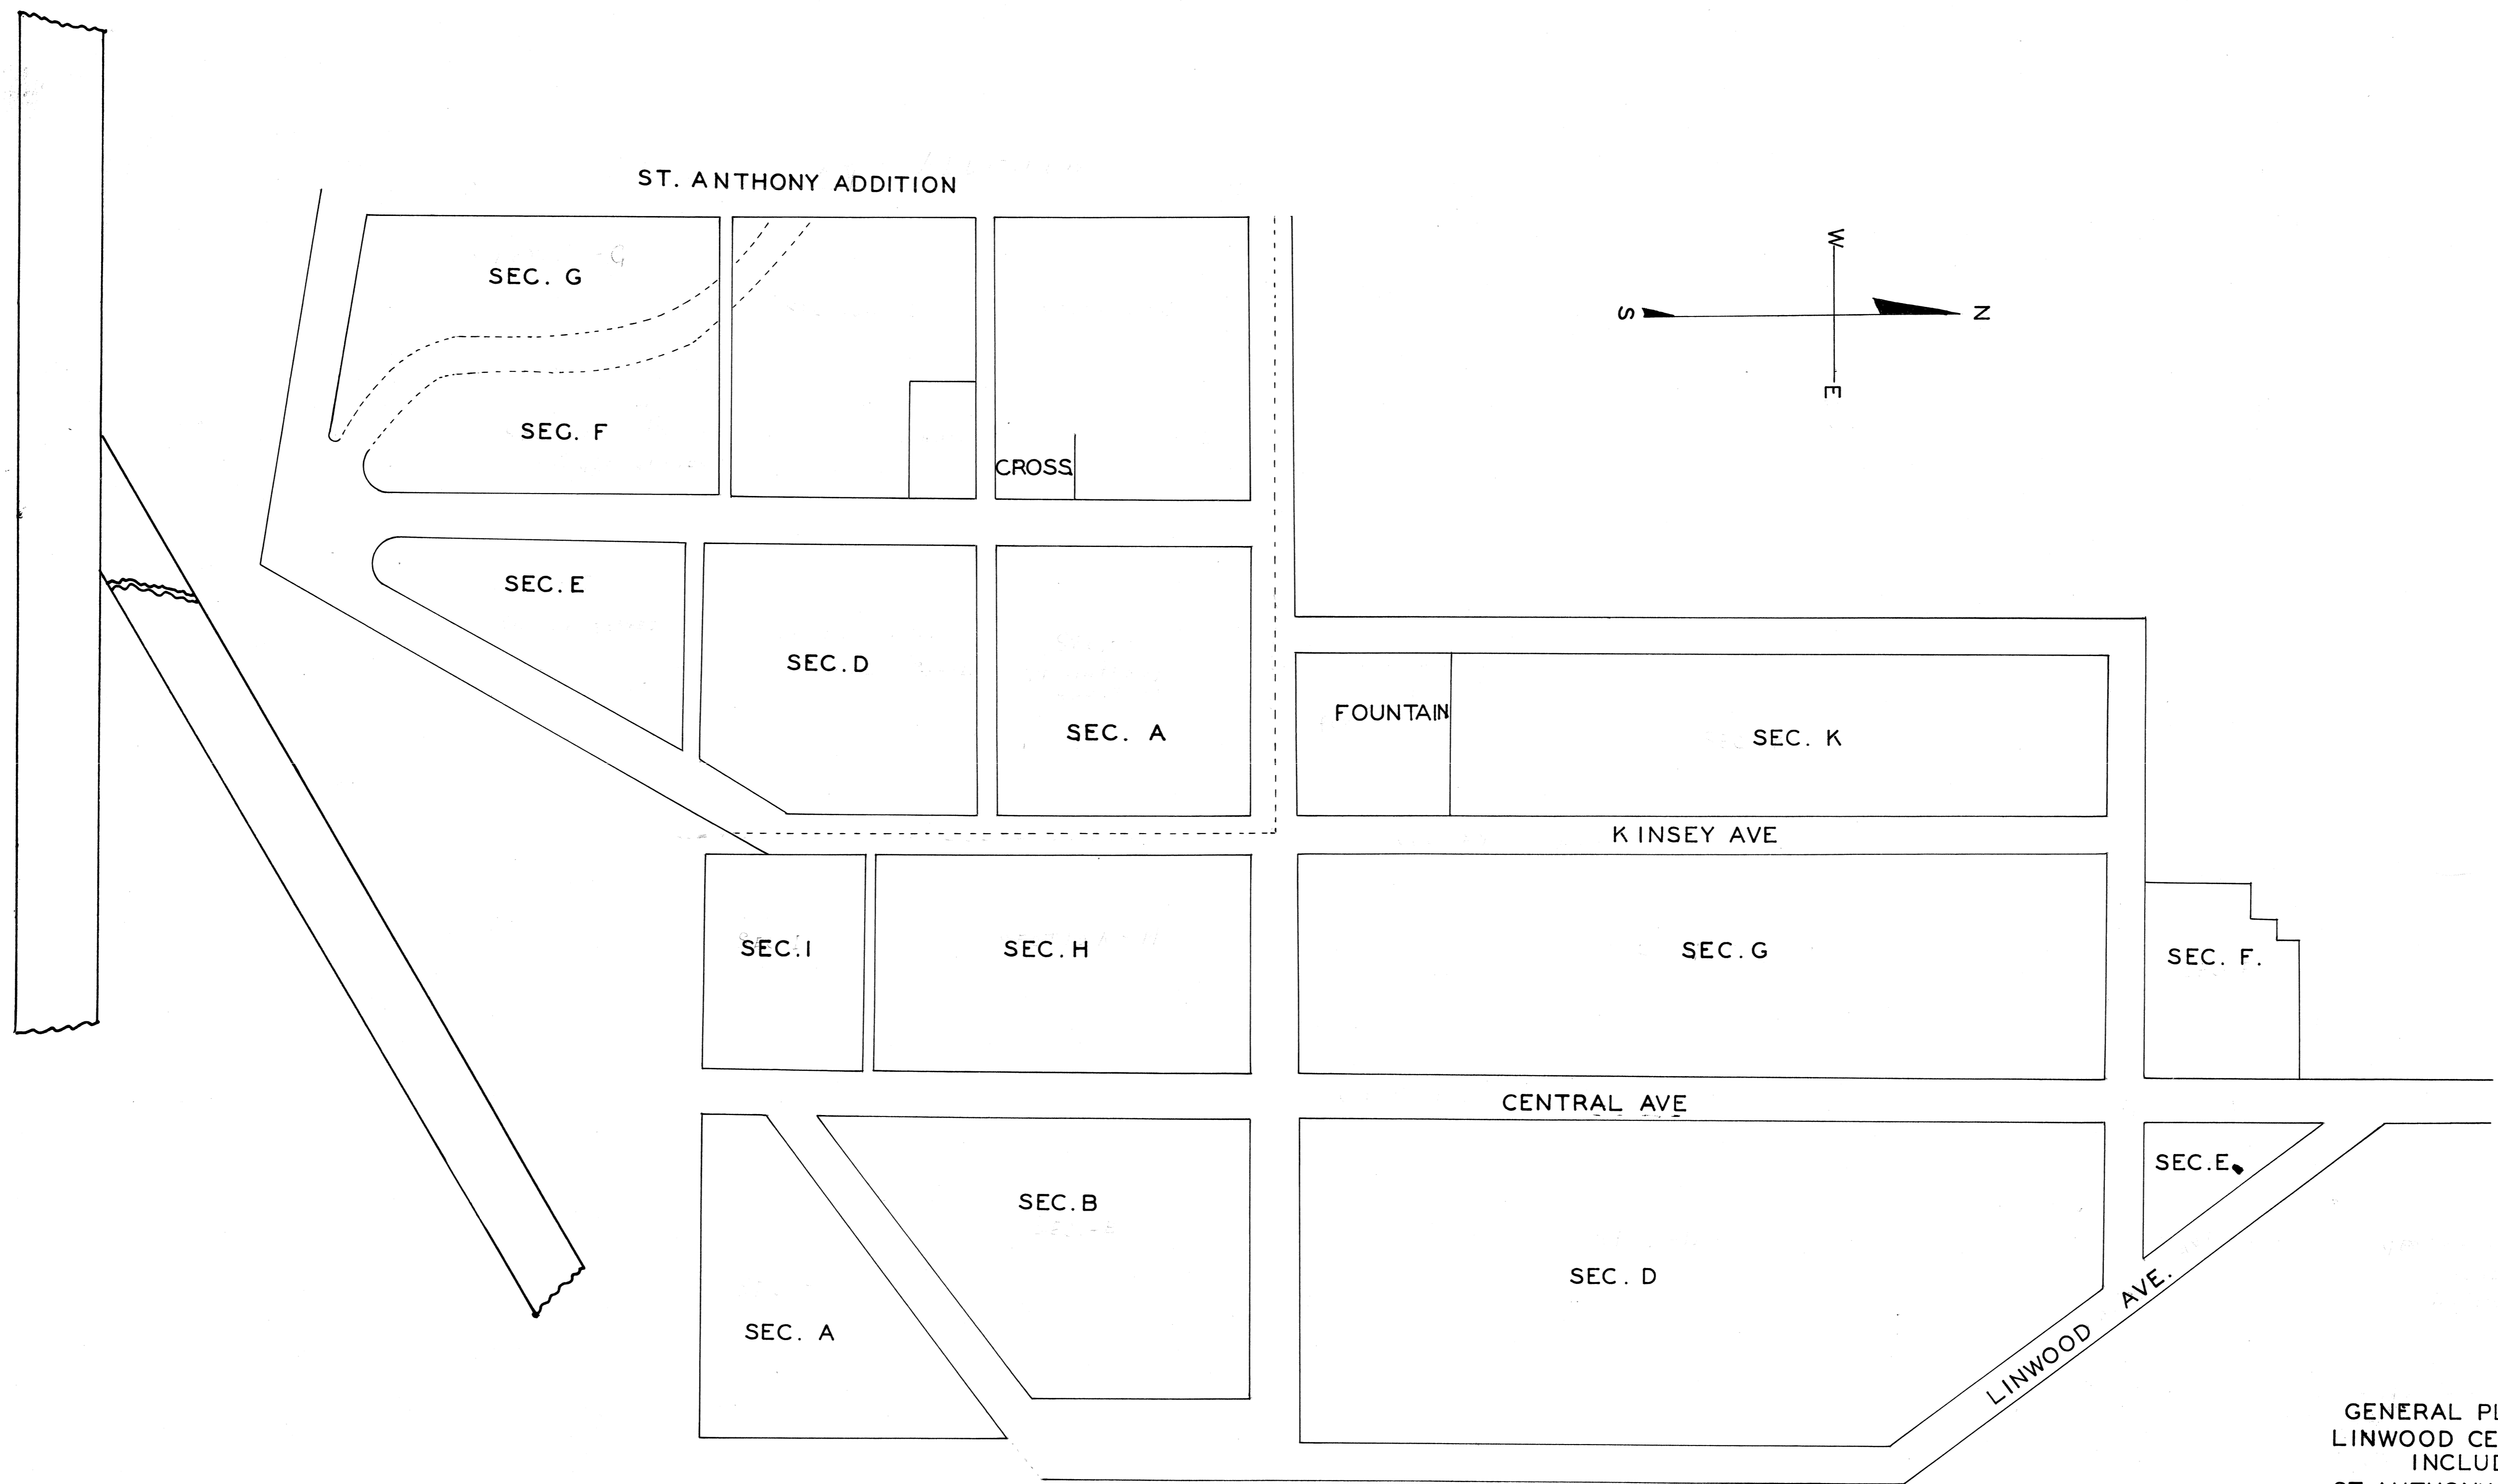 ST. ANTHONY ADDITION
SEC. G
SEC. F
CROSS
SEC. E
SEC. D
SEC. A
W
S
N
E
FOUNTAIN
SEC. K
KINSEY AVE
SEC. I
SEC. H
SEC. G
SEC. F.
CENTRAL AVE
SEC. E
SEC. B
SEC. A
SEC. D
LINWOOD AVE.
GENERAL PL
LINWOOD CE
INCLUD